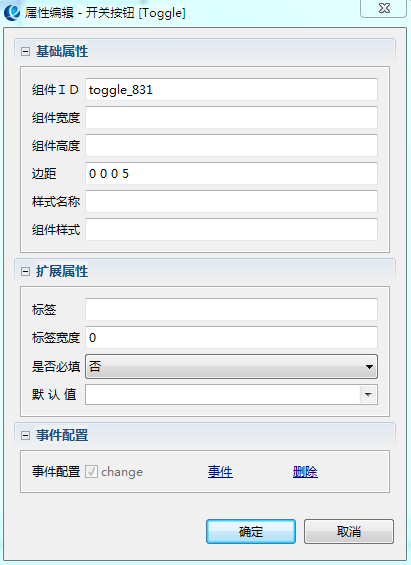 属性编辑 - 开关按钮 [Toggle]
基础属性
组件ＩＤ toggle_831
组件宽度
组件高度
边距 0 0 0 5
样式名称
组件样式
扩展属性
标签
标签宽度 0
是否必填 否
默 认 值
事件配置
事件配置 change 事件 删除
确定 取消